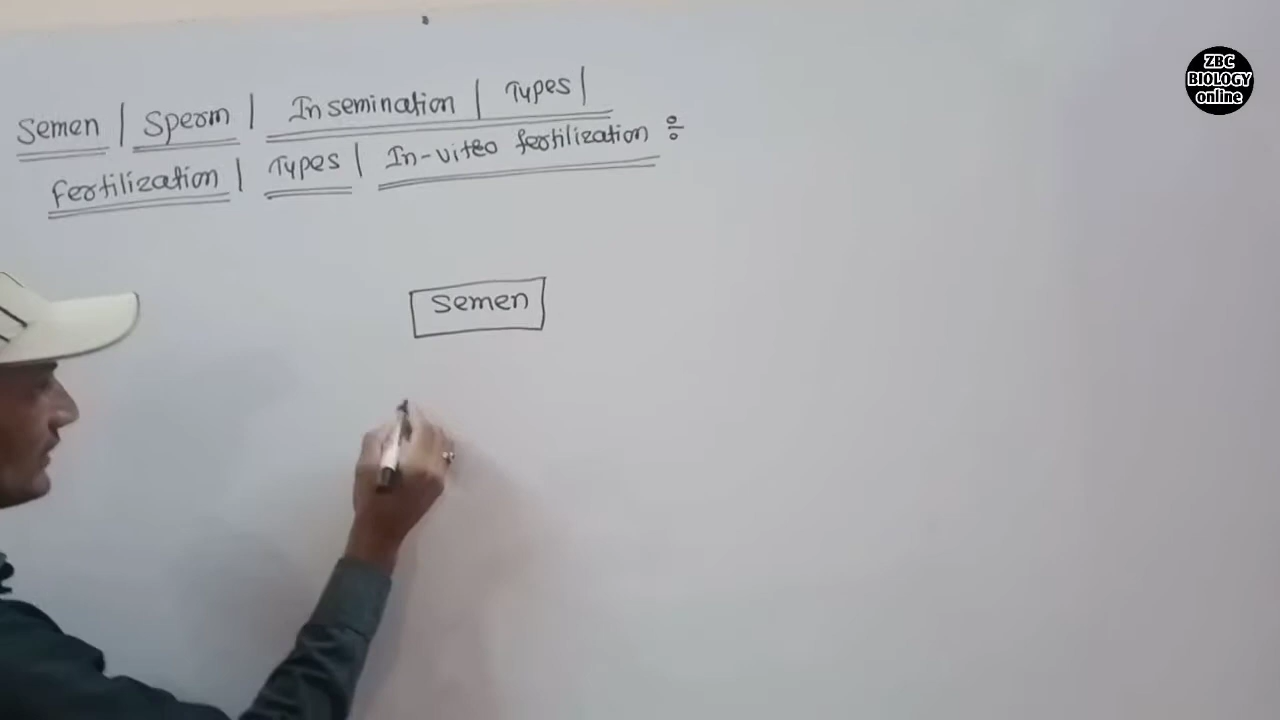 Semen | Sperm | Insemination | Types |
Fertilization | Types | In-vitro fertilization ÷
Semen
ZBC
BIOLOGY
online